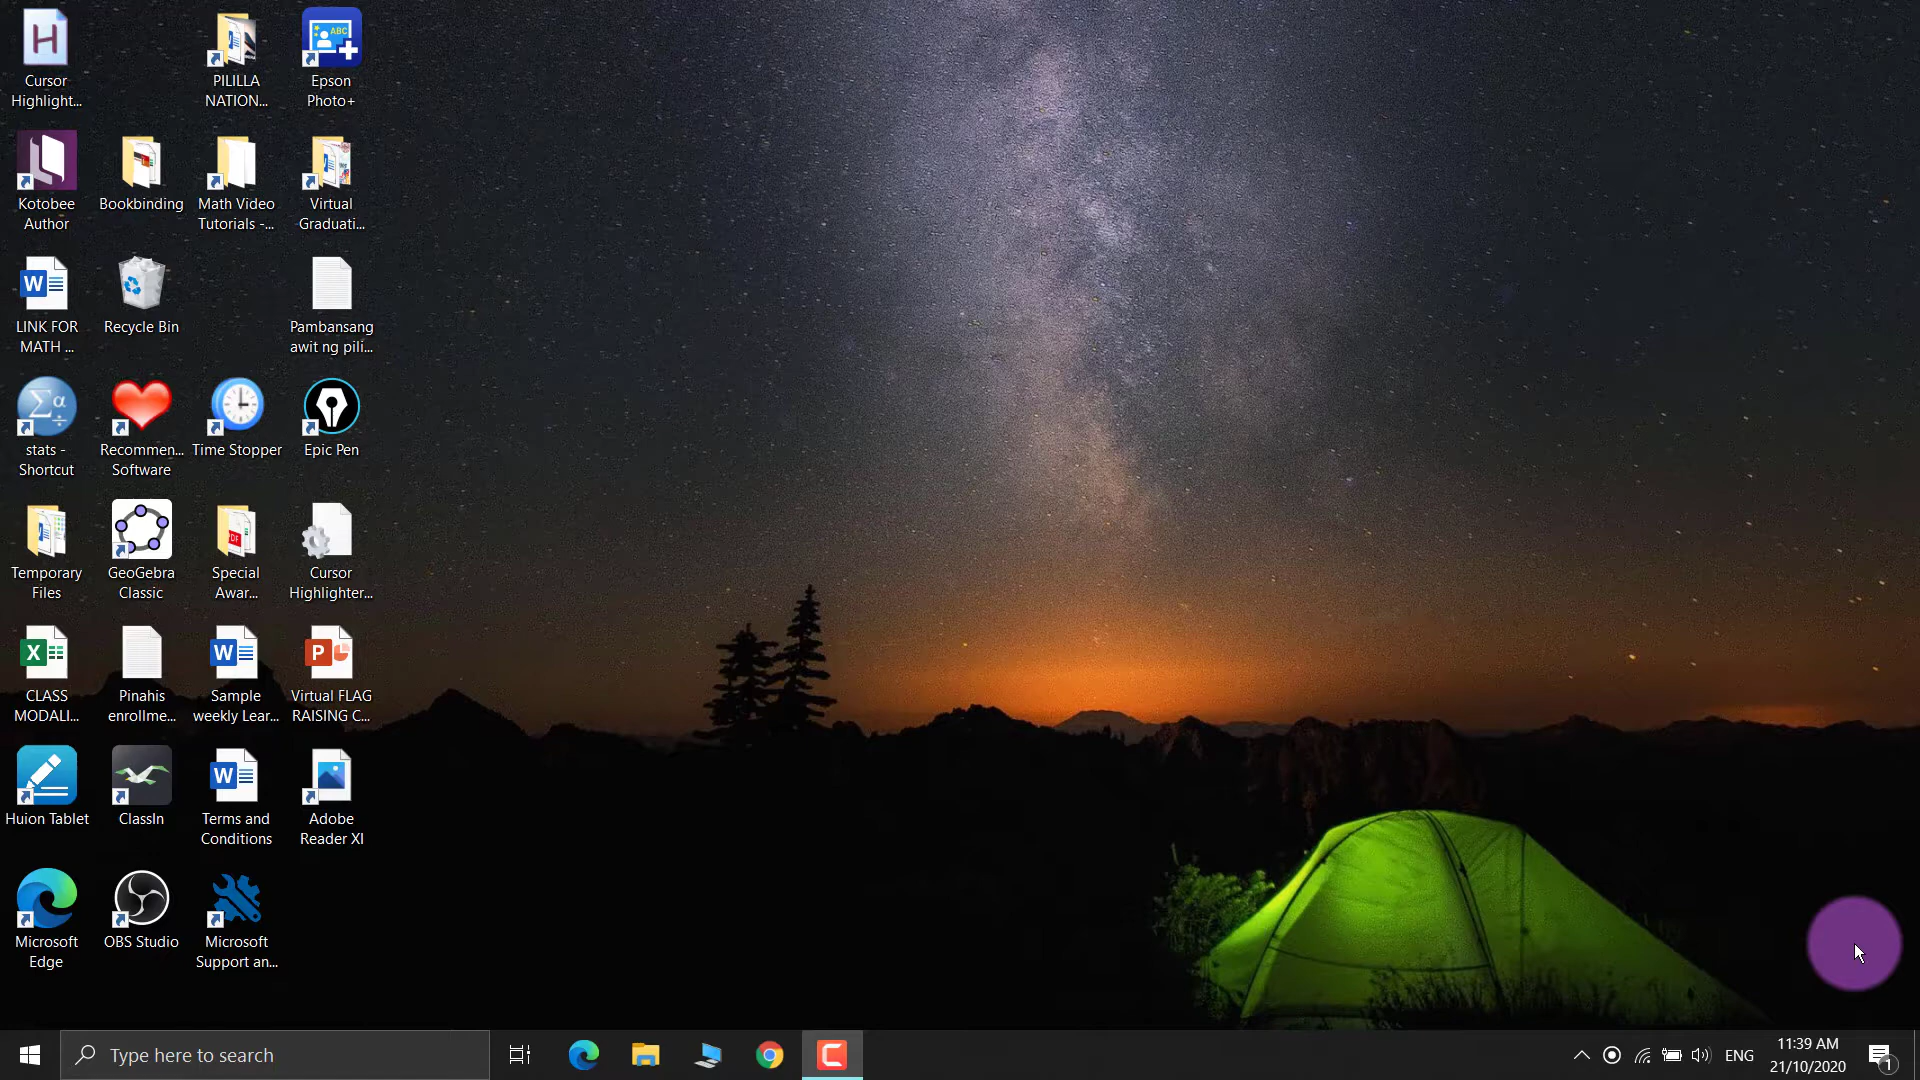 Cursor
Highlight...
PILILLA
NATION...
Epson
Photo+
Kotobee
Author
Bookbinding
Math Video
Tutorials -...
Virtual
Graduati...
LINK FOR
MATH ...
Recycle Bin
Pambansang
awit ng pili...
stats -
Shortcut
Recommen...
Software
Time Stopper
Epic Pen
Temporary
Files
GeoGebra
Classic
Special
Awar...
Cursor
Highlighter...
CLASS
MODALI...
Pinahis
enrollme...
Sample
weekly Lear...
Virtual FLAG
RAISING C...
Huion Tablet
ClassIn
Terms and
Conditions
Adobe
Reader XI
Microsoft
Edge
OBS Studio
Microsoft
Support an...
Type here to search
ENG
11:39 AM
21/10/2020
1